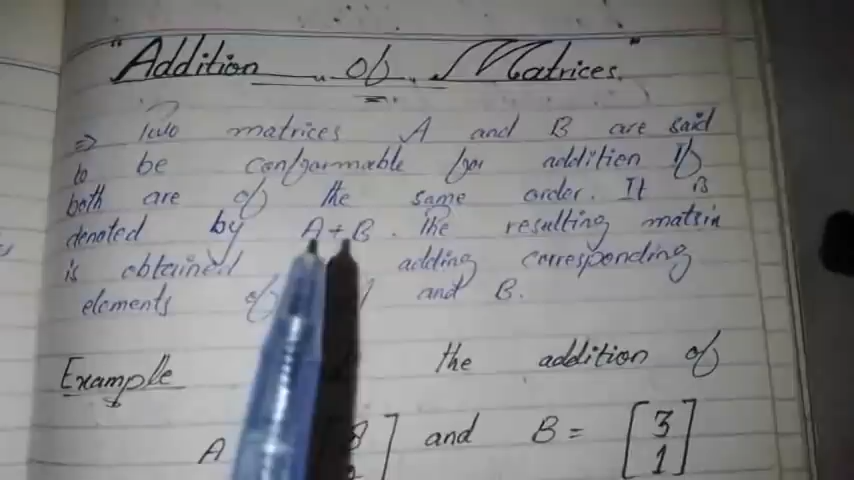 "Addition of Matrices."
⇒ Two matrices A and B are said
to be conformable for addition If
both are of the same order. It is
denoted by A + B. The resulting matrix
is obtained adding corresponding
elements of and B.
Example the addition of
A ] and B = [3
1]